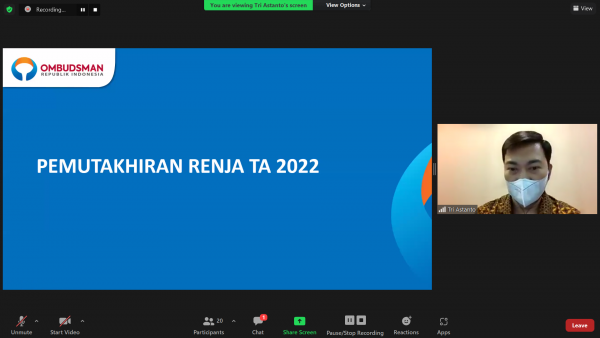 Recording...
You are viewing Tri Astanto's screen
View Options
View
OMBUDSMAN
REPUBLIK INDONESIA
PEMUTAKHIRAN RENJA TA 2022
Tri Astanto
Unmute
Start Video
20
Participants
Chat
Share Screen
Pause/Stop Recording
Reactions
Apps
Leave